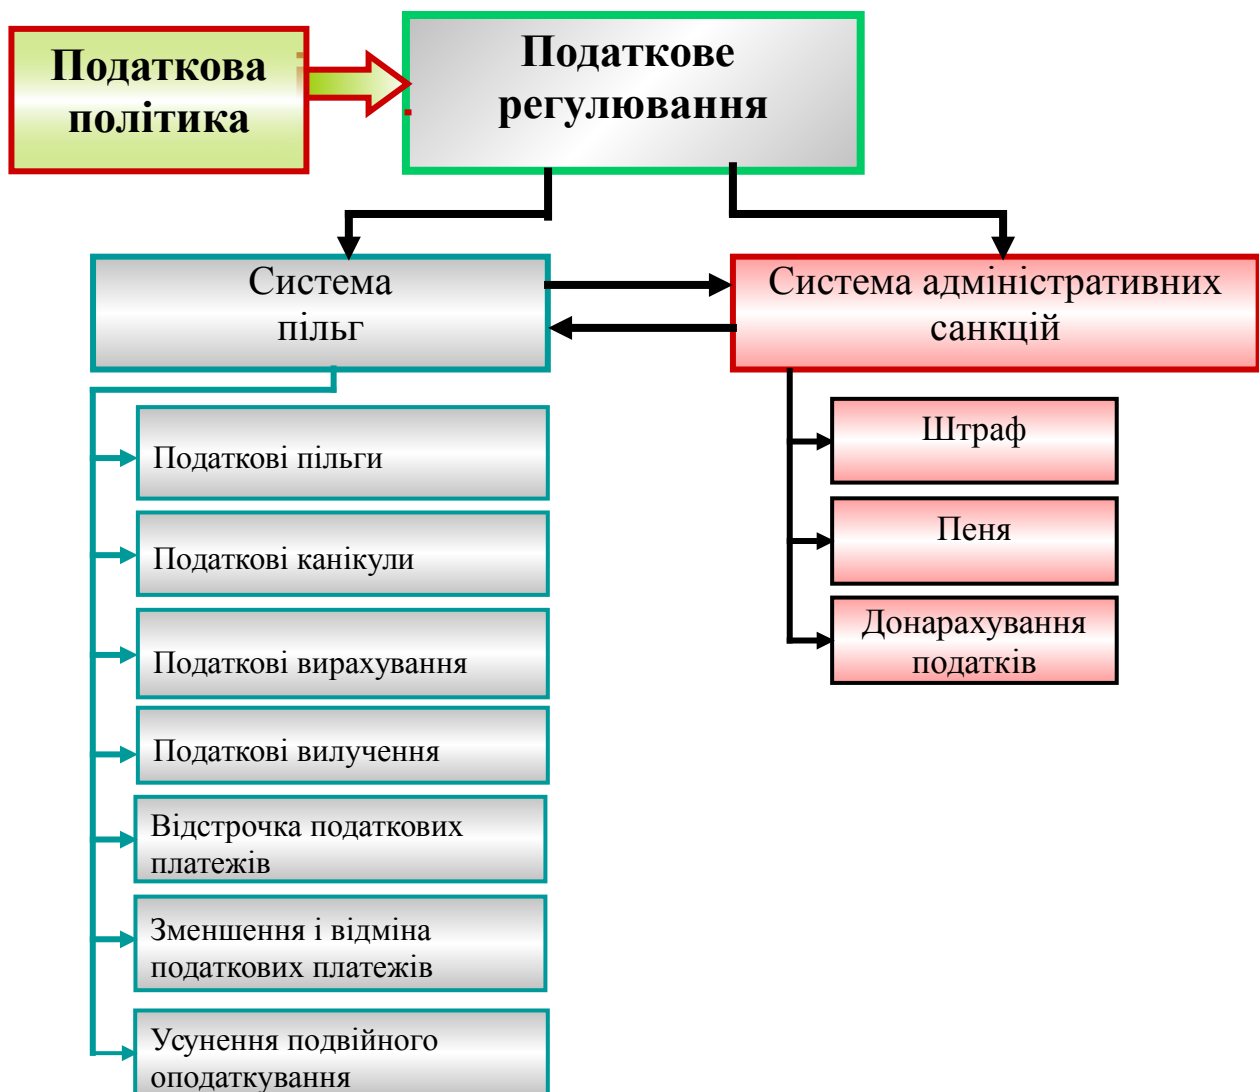 Податкова
політика
Податкове
регулювання
Система
пільг
Система адміністративних
санкцій
Податкові пільги
Податкові канікули
Податкові вирахування
Податкові вилучення
Відстрочка податкових
платежів
Зменшення і відміна
податкових платежів
Усунення подвійного
оподаткування
Штраф
Пеня
Донарахування
податків